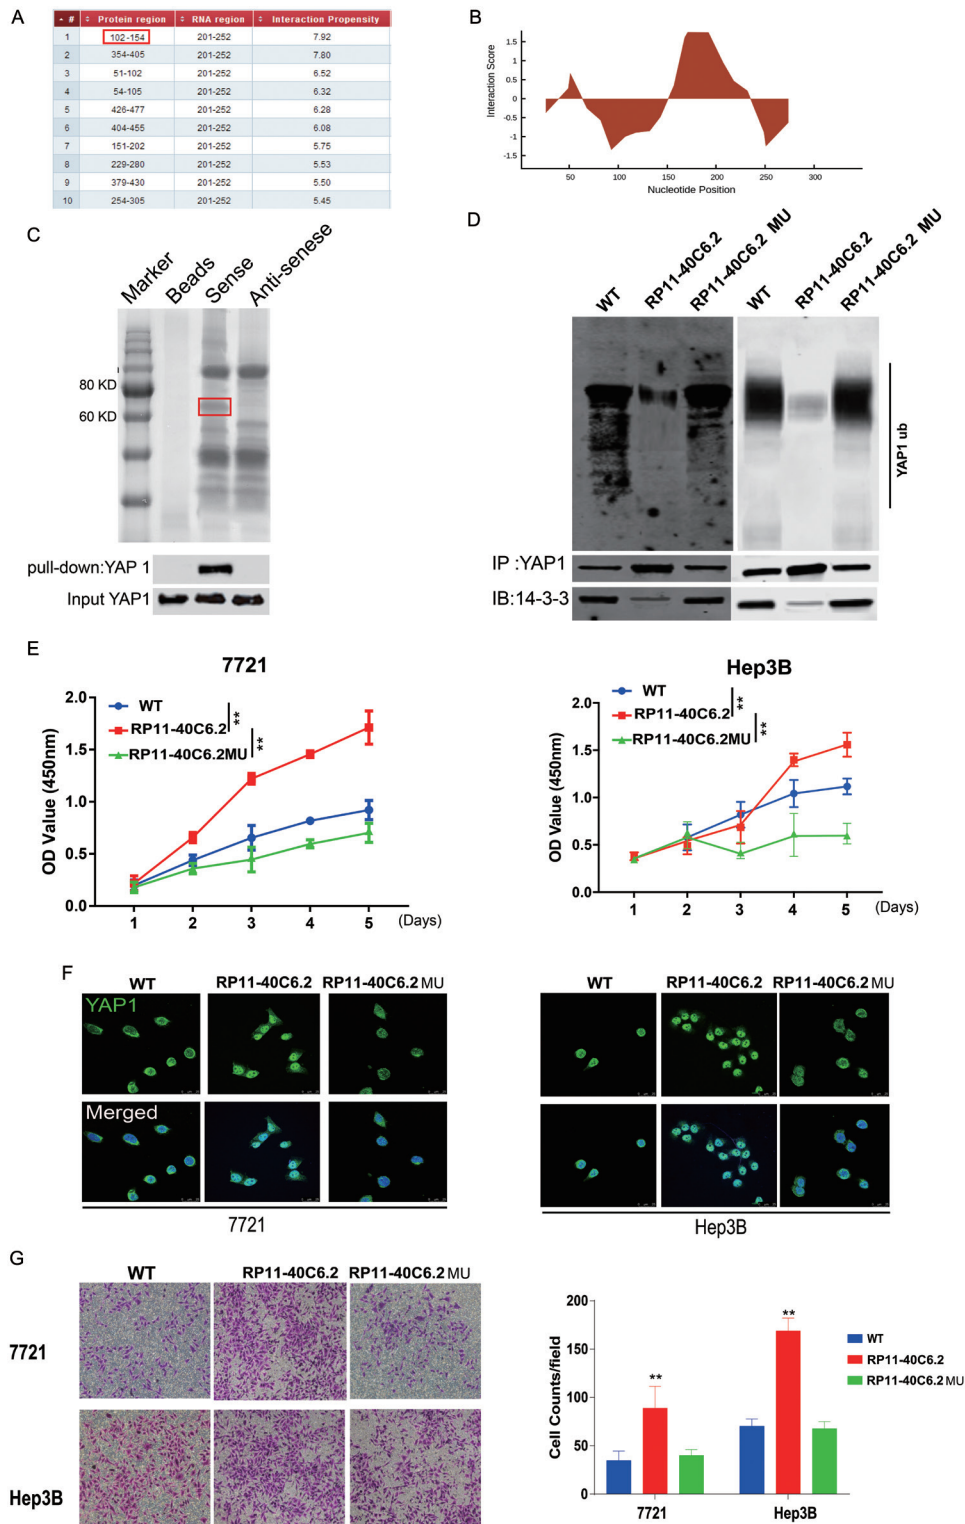 A
# Protein region RNA region Interaction Propensity
1 102-154 201-252 7.92
2 354-405 201-252 7.80
3 51-102 201-252 6.52
4 54-105 201-252 6.32
5 426-477 201-252 6.28
6 404-455 201-252 6.08
7 151-202 201-252 5.75
8 229-280 201-252 5.53
9 379-430 201-252 5.50
10 254-305 201-252 5.45
B
Interaction Score
1.5
1
0.5
0
-0.5
-1
-1.5
50 100 150 200 250 300
Nucleotide Position
C
Marker Beads Sense Anti-senese
80 KD
60 KD
pull-down:YAP 1
Input YAP1
D
WT RP11-40C6.2 RP11-40C6.2 MU WT RP11-40C6.2 RP11-40C6.2 MU
YAP1 ub
IP :YAP1
IB:14-3-3
E
7721
OD Value (450nm)
2.0
1.5
1.0
0.5
0.0
WT
RP11-40C6.2
RP11-40C6.2MU
**
**
1 2 3 4 5 (Days)
Hep3B
OD Value (450nm)
2.0
1.5
1.0
0.5
0.0
WT
RP11-40C6.2
RP11-40C6.2MU
**
**
1 2 3 4 5 (Days)
F
WT RP11-40C6.2 RP11-40C6.2 MU
YAP1
Merged
7721
WT RP11-40C6.2 RP11-40C6.2 MU
Hep3B
G
WT RP11-40C6.2 RP11-40C6.2 MU
7721
Hep3B
Cell Counts/field
200
150
100
50
0
**
**
7721 Hep3B
WT
RP11-40C6.2
RP11-40C6.2 MU